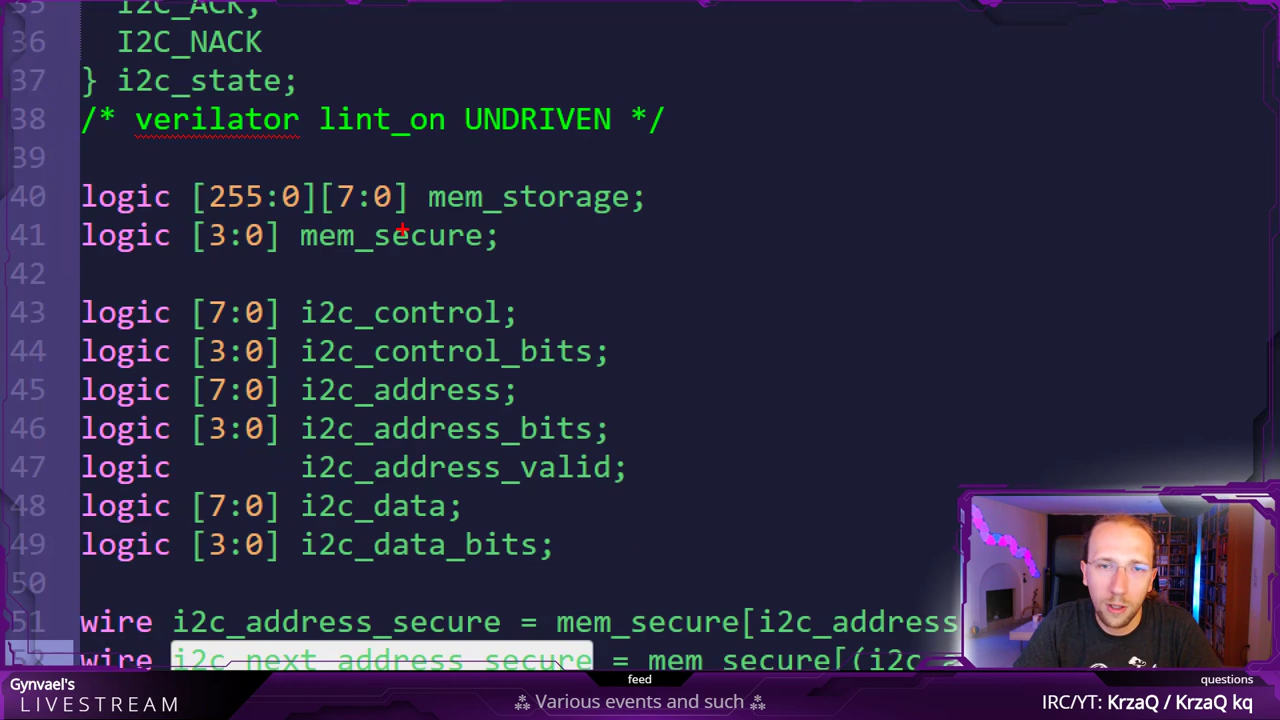 35 I2C_ACK,
36 I2C_NACK
37 } i2c_state;
38 /* verilator lint_on UNDRIVEN */
39
40 logic [255:0][7:0] mem_storage;
41 logic [3:0] mem_secure;
42
43 logic [7:0] i2c_control;
44 logic [3:0] i2c_control_bits;
45 logic [7:0] i2c_address;
46 logic [3:0] i2c_address_bits;
47 logic i2c_address_valid;
48 logic [7:0] i2c_data;
49 logic [3:0] i2c_data_bits;
50
51 wire i2c_address_secure = mem_secure[i2c_address
wire i2c_next_address_secure = mem_secure[(i2c_
Gynvael's
LIVESTREAM
feed
Various events and such
questions
IRC/YT: KrzaQ / KrzaQ kq